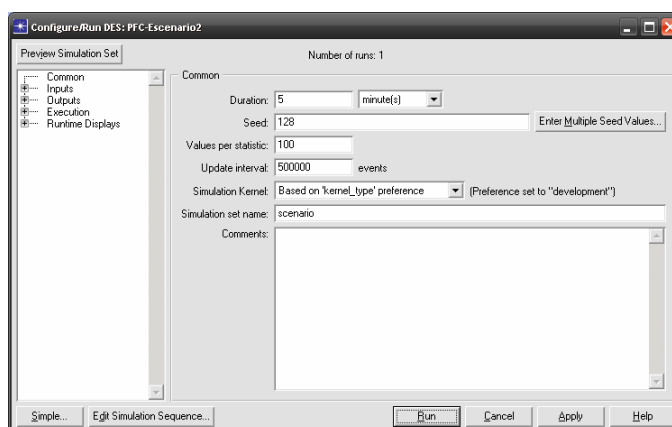 Configure/Run DES: PFC-Escenario2
Preview Simulation Set
Number of runs: 1
Common
Inputs
Outputs
Execution
Runtime Displays
Common
Duration: 5 minute(s)
Seed: 128 Enter Multiple Seed Values...
Values per statistic: 100
Update interval: 500000 events
Simulation Kernel: Based on 'kernel_type' preference (Preference set to "development")
Simulation set name: scenario
Comments:
Simple... Edit Simulation Sequence... Run Cancel Apply Help